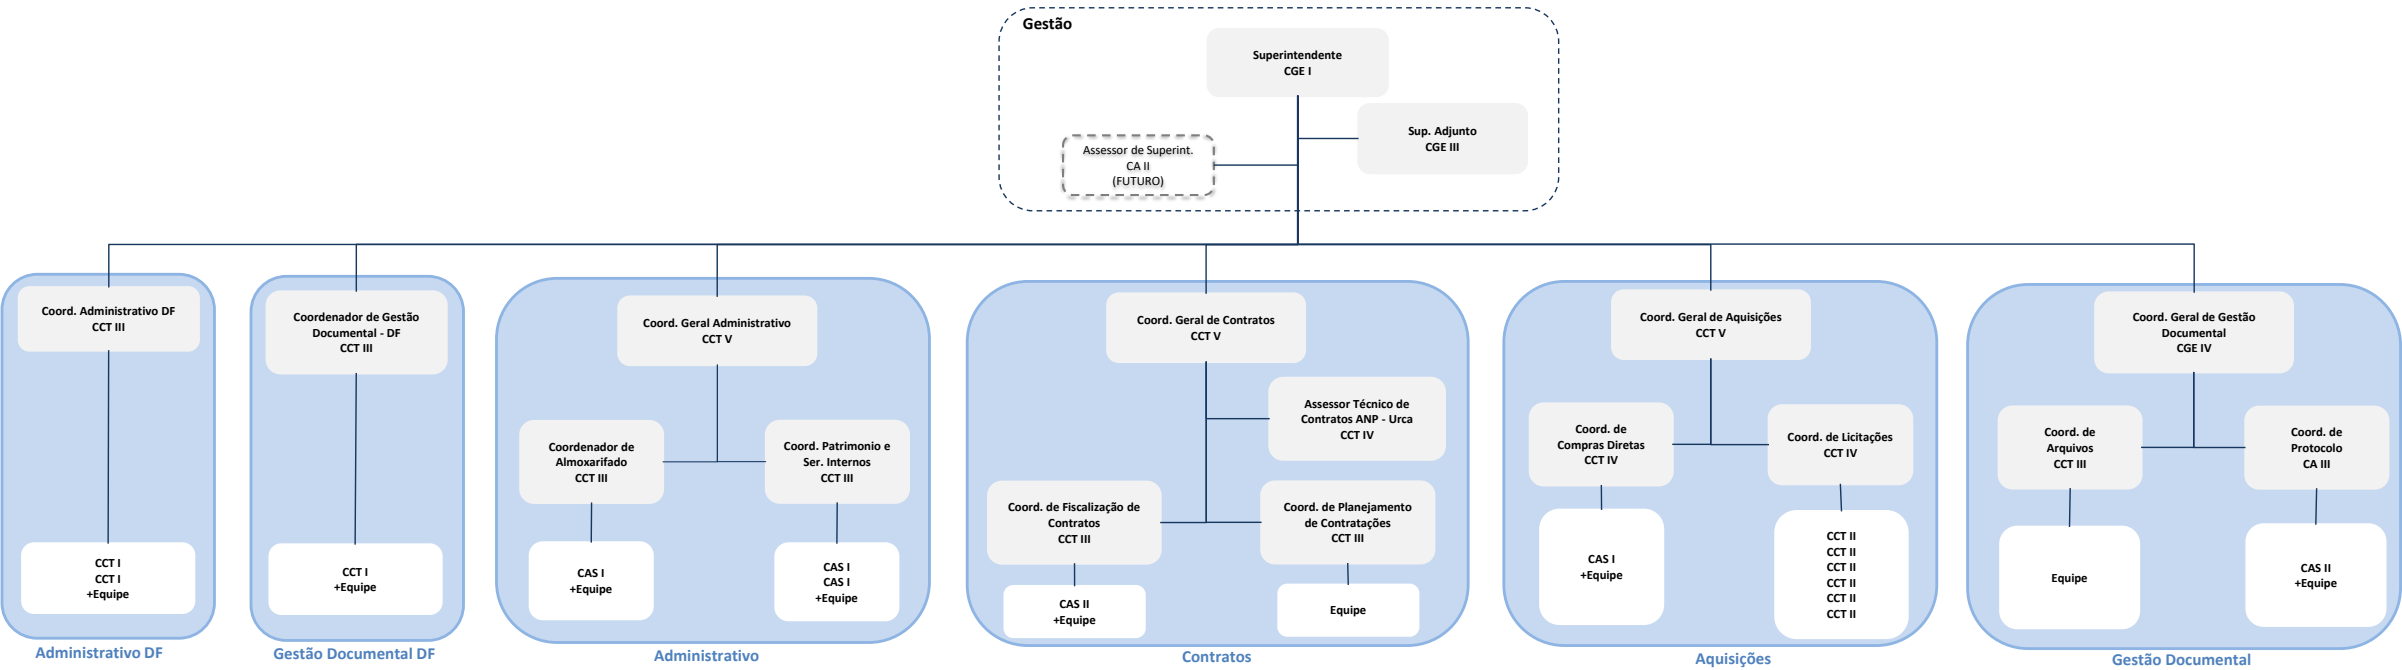 Gestão
Superintendente
CGE I
Sup. Adjunto
CGE III
Assessor de Superint.
CA II
(FUTURO)
Coord. Administrativo DF
CCT III
CCT I
CCT I
+Equipe
Administrativo DF
Coordenador de Gestão
Documental - DF
CCT III
CCT I
+Equipe
Gestão Documental DF
Coord. Geral Administrativo
CCT V
Coordenador de
Almoxarifado
CCT III
CAS I
+Equipe
Coord. Patrimonio e
Ser. Internos
CCT III
CAS I
CAS I
+Equipe
Administrativo
Coord. Geral de Contratos
CCT V
Assessor Técnico de
Contratos ANP - Urca
CCT IV
Coord. de Fiscalização de
Contratos
CCT III
CAS II
+Equipe
Coord. de Planejamento
de Contratações
CCT III
Equipe
Contratos
Coord. Geral de Aquisições
CCT V
Coord. de
Compras Diretas
CCT IV
CAS I
+Equipe
Coord. de Licitações
CCT IV
CCT II
CCT II
CCT II
CCT II
CCT II
CCT II
Aquisições
Coord. Geral de Gestão
Documental
CGE IV
Coord. de
Arquivos
CCT III
Equipe
Coord. de
Protocolo
CA III
CAS II
+Equipe
Gestão Documental